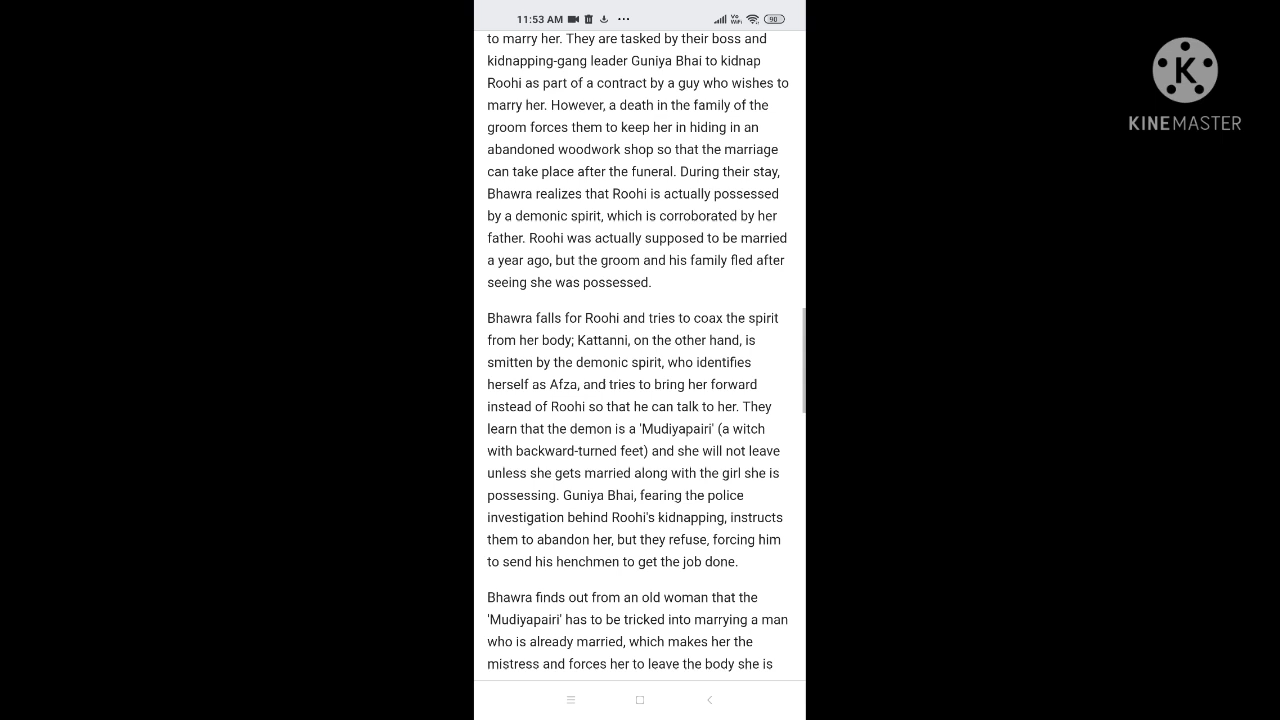 11:53 AM
Vo
WiFi
90
to marry her. They are tasked by their boss and
kidnapping-gang leader Guniya Bhai to kidnap
Roohi as part of a contract by a guy who wishes to
marry her. However, a death in the family of the
groom forces them to keep her in hiding in an
abandoned woodwork shop so that the marriage
can take place after the funeral. During their stay,
Bhawra realizes that Roohi is actually possessed
by a demonic spirit, which is corroborated by her
father. Roohi was actually supposed to be married
a year ago, but the groom and his family fled after
seeing she was possessed.
Bhawra falls for Roohi and tries to coax the spirit
from her body; Kattanni, on the other hand, is
smitten by the demonic spirit, who identifies
herself as Afza, and tries to bring her forward
instead of Roohi so that he can talk to her. They
learn that the demon is a 'Mudiyapairi' (a witch
with backward-turned feet) and she will not leave
unless she gets married along with the girl she is
possessing. Guniya Bhai, fearing the police
investigation behind Roohi's kidnapping, instructs
them to abandon her, but they refuse, forcing him
to send his henchmen to get the job done.
Bhawra finds out from an old woman that the
'Mudiyapairi' has to be tricked into marrying a man
who is already married, which makes her the
mistress and forces her to leave the body she is
K
KINEMASTER